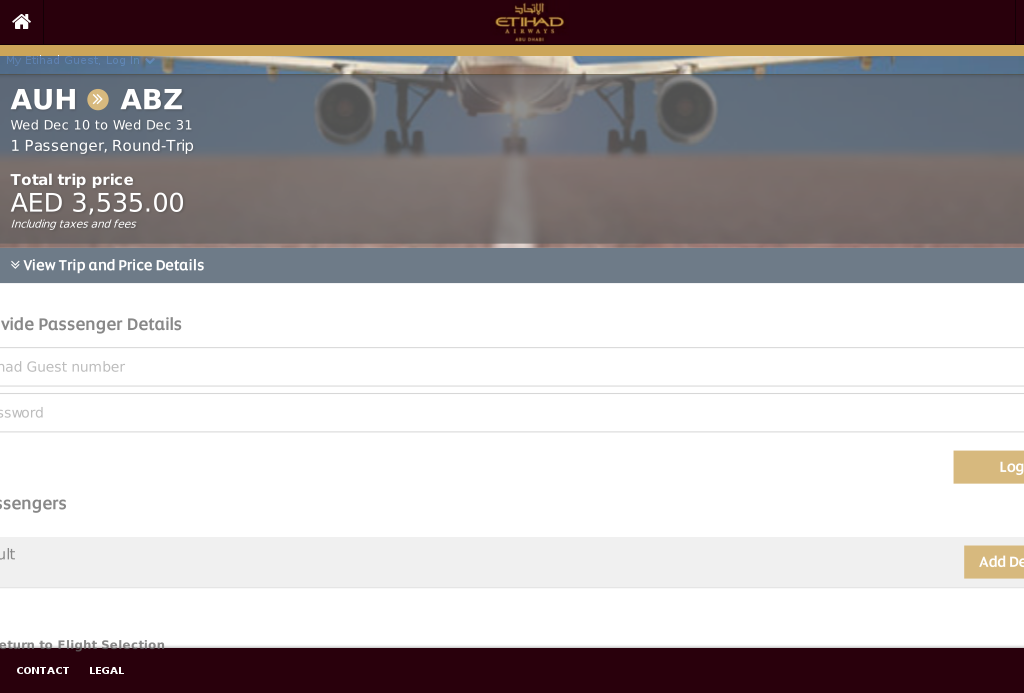 الإتحاد
ETIHAD
AIRWAYS
ABU DHABI
My Etihad Guest, Log In
AUH ABZ
Wed Dec 10 to Wed Dec 31
1 Passenger, Round-Trip
Total trip price
AED 3,535.00
Including taxes and fees
View Trip and Price Details
vide Passenger Details
had Guest number
ssword
Log
ssengers
ult
Add De
eturn to Flight Selection
CONTACT LEGAL